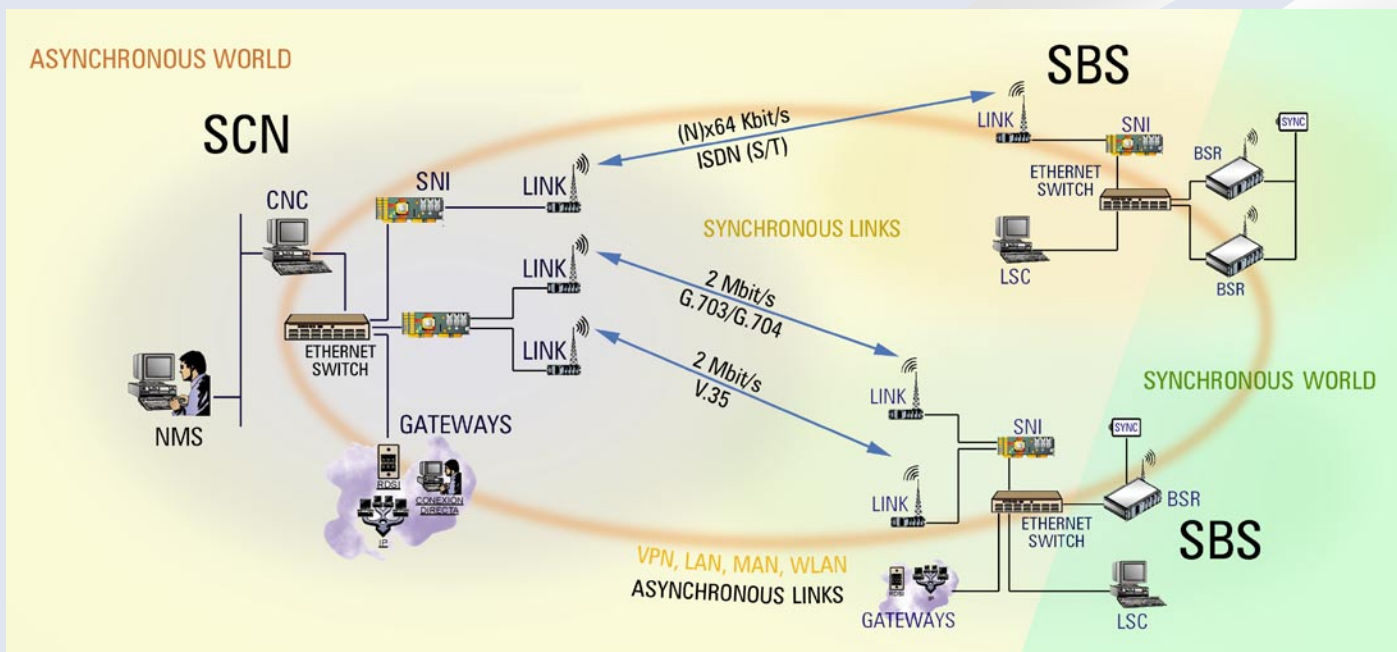 ASYNCHRONOUS WORLD
SCN
CNC
SNI
LINK
LINK
LINK
ETHERNET
SWITCH
NMS
GATEWAYS
RDSI
CONEXION
DIRECTA
IP
(N)x64 Kbit/s
ISDN (S/T)
SYNCHRONOUS LINKS
2 Mbit/s
G.703/G.704
2 Mbit/s
V.35
SBS
LINK
SNI
ETHERNET
SWITCH
LSC
BSR
BSR
SYNC
SYNCHRONOUS WORLD
LINK
LINK
SNI
SYNC
BSR
ETHERNET
SWITCH
SBS
VPN, LAN, MAN, WLAN
ASYNCHRONOUS LINKS
RDSI
IP
GATEWAYS
LSC